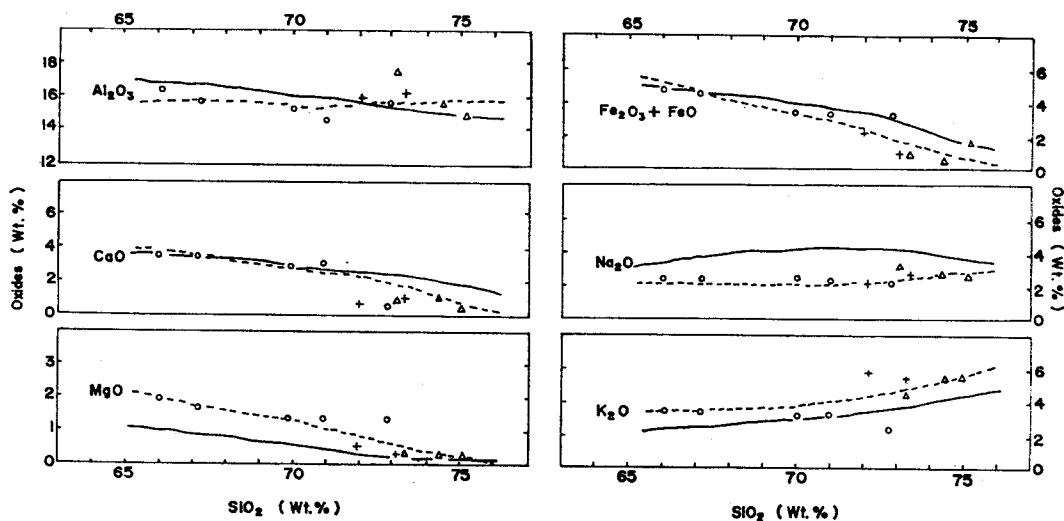 65 70 75 65 70 75
18
16
14
12
Al₂O₃
Fe₂O₃ + FeO
6
4
2
0
6
4
2
0
CaO
Na₂O
6
4
2
0
3
2
1
0
MgO
K₂O
6
4
2
0
Oxides (Wt. %)
Oxides (Wt. %)
65 70 75 65 70 75
SiO₂ (Wt. %) SiO₂ (Wt. %)